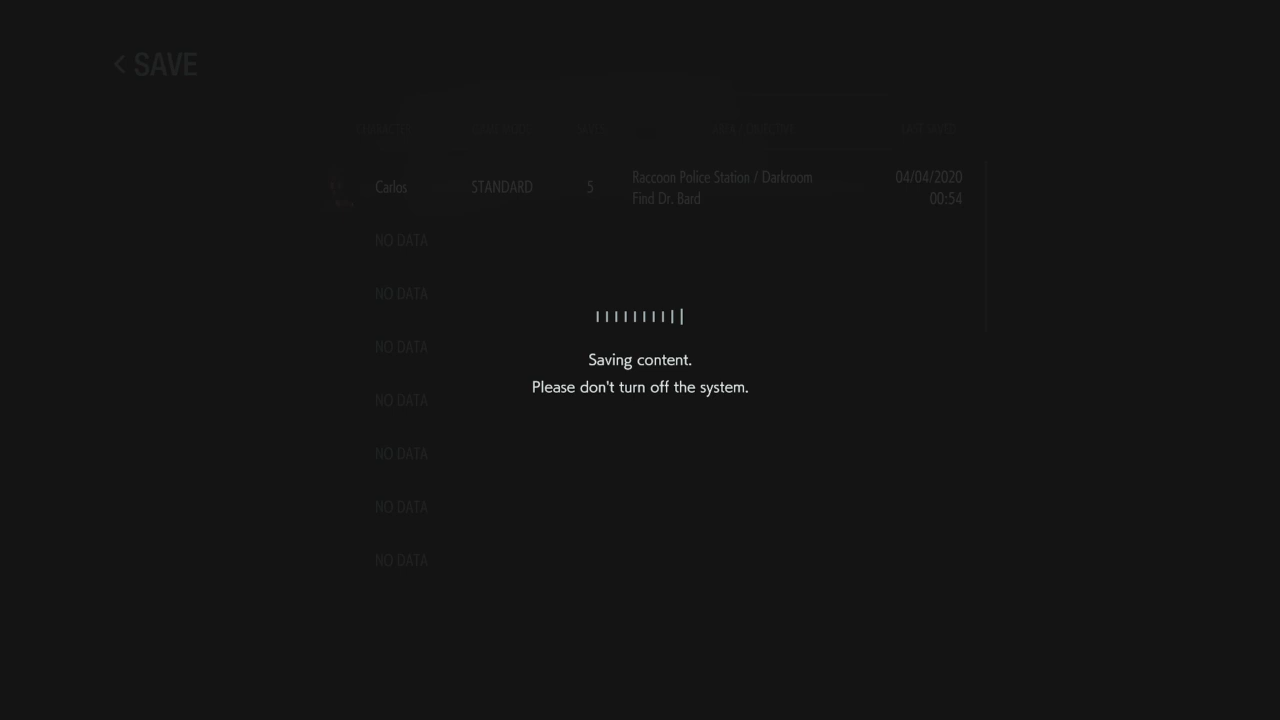 < SAVE
CHARACTER
Carlos STANDARD 5 Raccoon Police Station / Darkroom 04/04/2020
Find Dr. Bard 00:54
NO DATA
NO DATA
NO DATA
NO DATA
NO DATA
NO DATA
NO DATA
Saving content.
Please don't turn off the system.